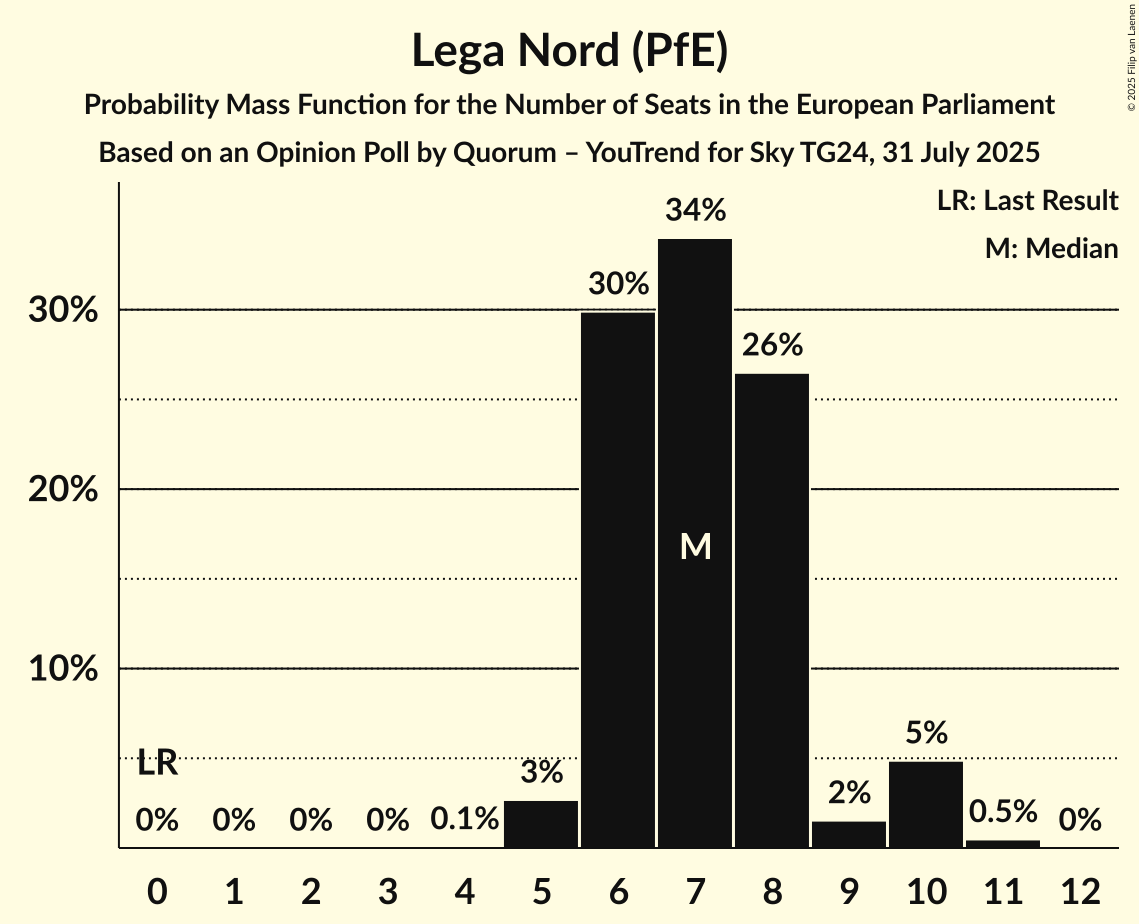 Lega Nord (PfE)
Probability Mass Function for the Number of Seats in the European Parliament
Based on an Opinion Poll by Quorum – YouTrend for Sky TG24, 31 July 2025
© 2025 Filip van Laenen
LR: Last Result
M: Median
34%
30%
26%
30%
20%
M
10%
5%
LR
3%
2%
0.5%
0% 0% 0% 0% 0.1% 0%
0 1 2 3 4 5 6 7 8 9 10 11 12